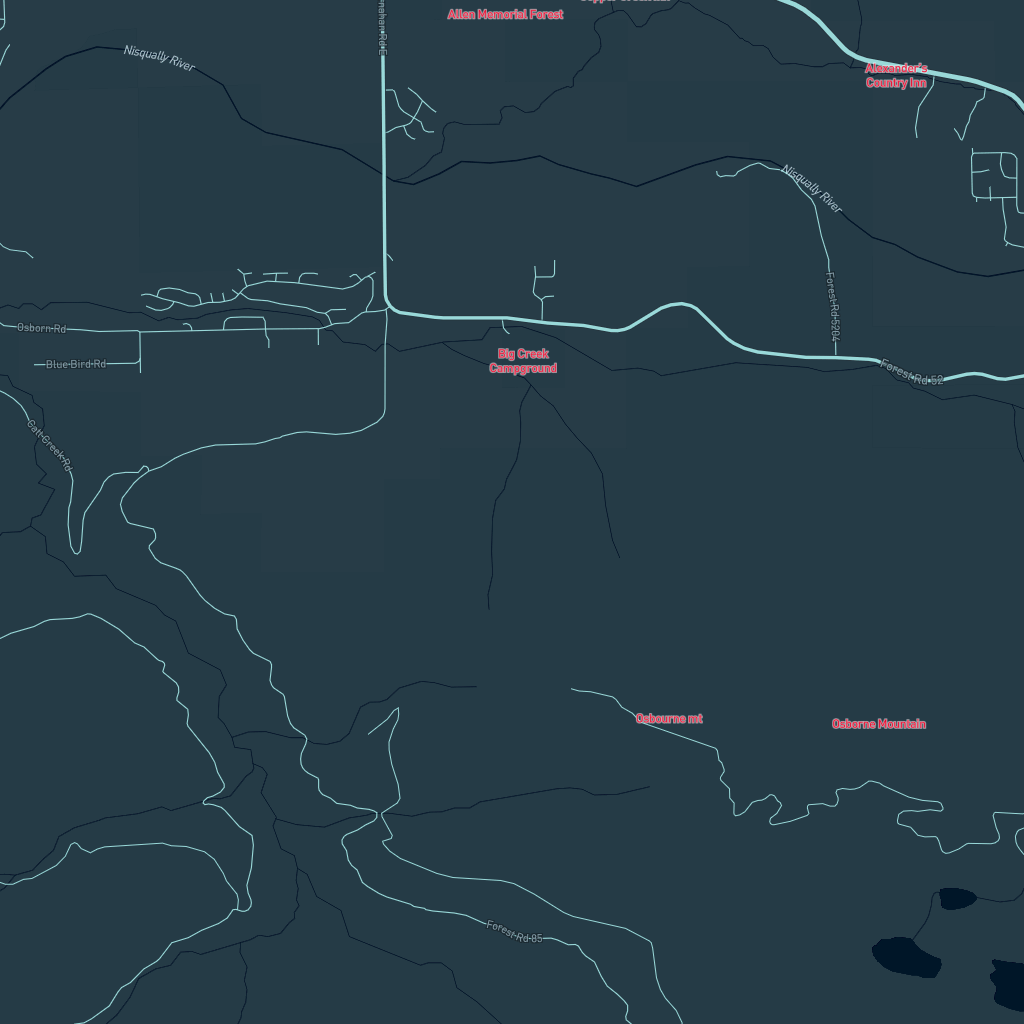 Allen Memorial Forest
Nisqually River
Alexander's
Country Inn
Nisqually River
Forest Rd 5204
Osborn Rd
Big Creek
Campground
Blue Bird Rd
Forest Rd 52
Catt Creek Rd
Osbourne mt
Osborne Mountain
Forest Rd 85